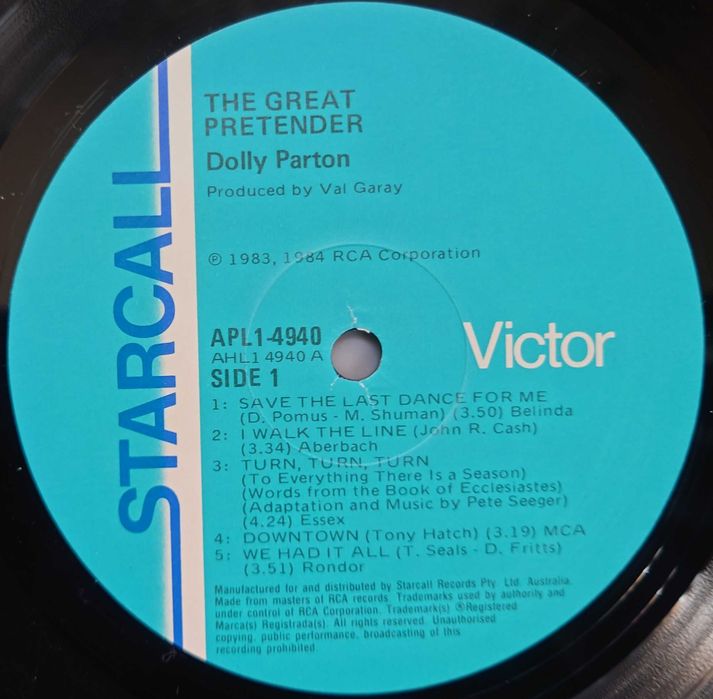 STARCALL
THE GREAT
PRETENDER
Dolly Parton
Produced by Val Garay
℗ 1983, 1984 RCA Corporation
APL1-4940
AHL1 4940 A
SIDE 1
Victor
1: SAVE THE LAST DANCE FOR ME
(D. Pomus - M. Shuman) (3.50) Belinda
2: I WALK THE LINE (John R. Cash)
(3.34) Aberbach
3: TURN, TURN, TURN
(To Everything There Is a Season)
(Words from the Book of Ecclesiastes)
(Adaptation and Music by Pete Seeger)
(4.24) Essex
4: DOWNTOWN (Tony Hatch) (3.19) MCA
5: WE HAD IT ALL (T. Seals - D. Fritts)
(3.51) Rondor
Manufactured for and distributed by Starcall Records Pty. Ltd. Australia.
Made from masters of RCA records. Trademarks used by authority and
under control of RCA Corporation. Trademark(s) ®Registered
Marca(s) Registrada(s). All rights reserved. Unauthorised
copying, public performance, broadcasting of this
recording prohibited.